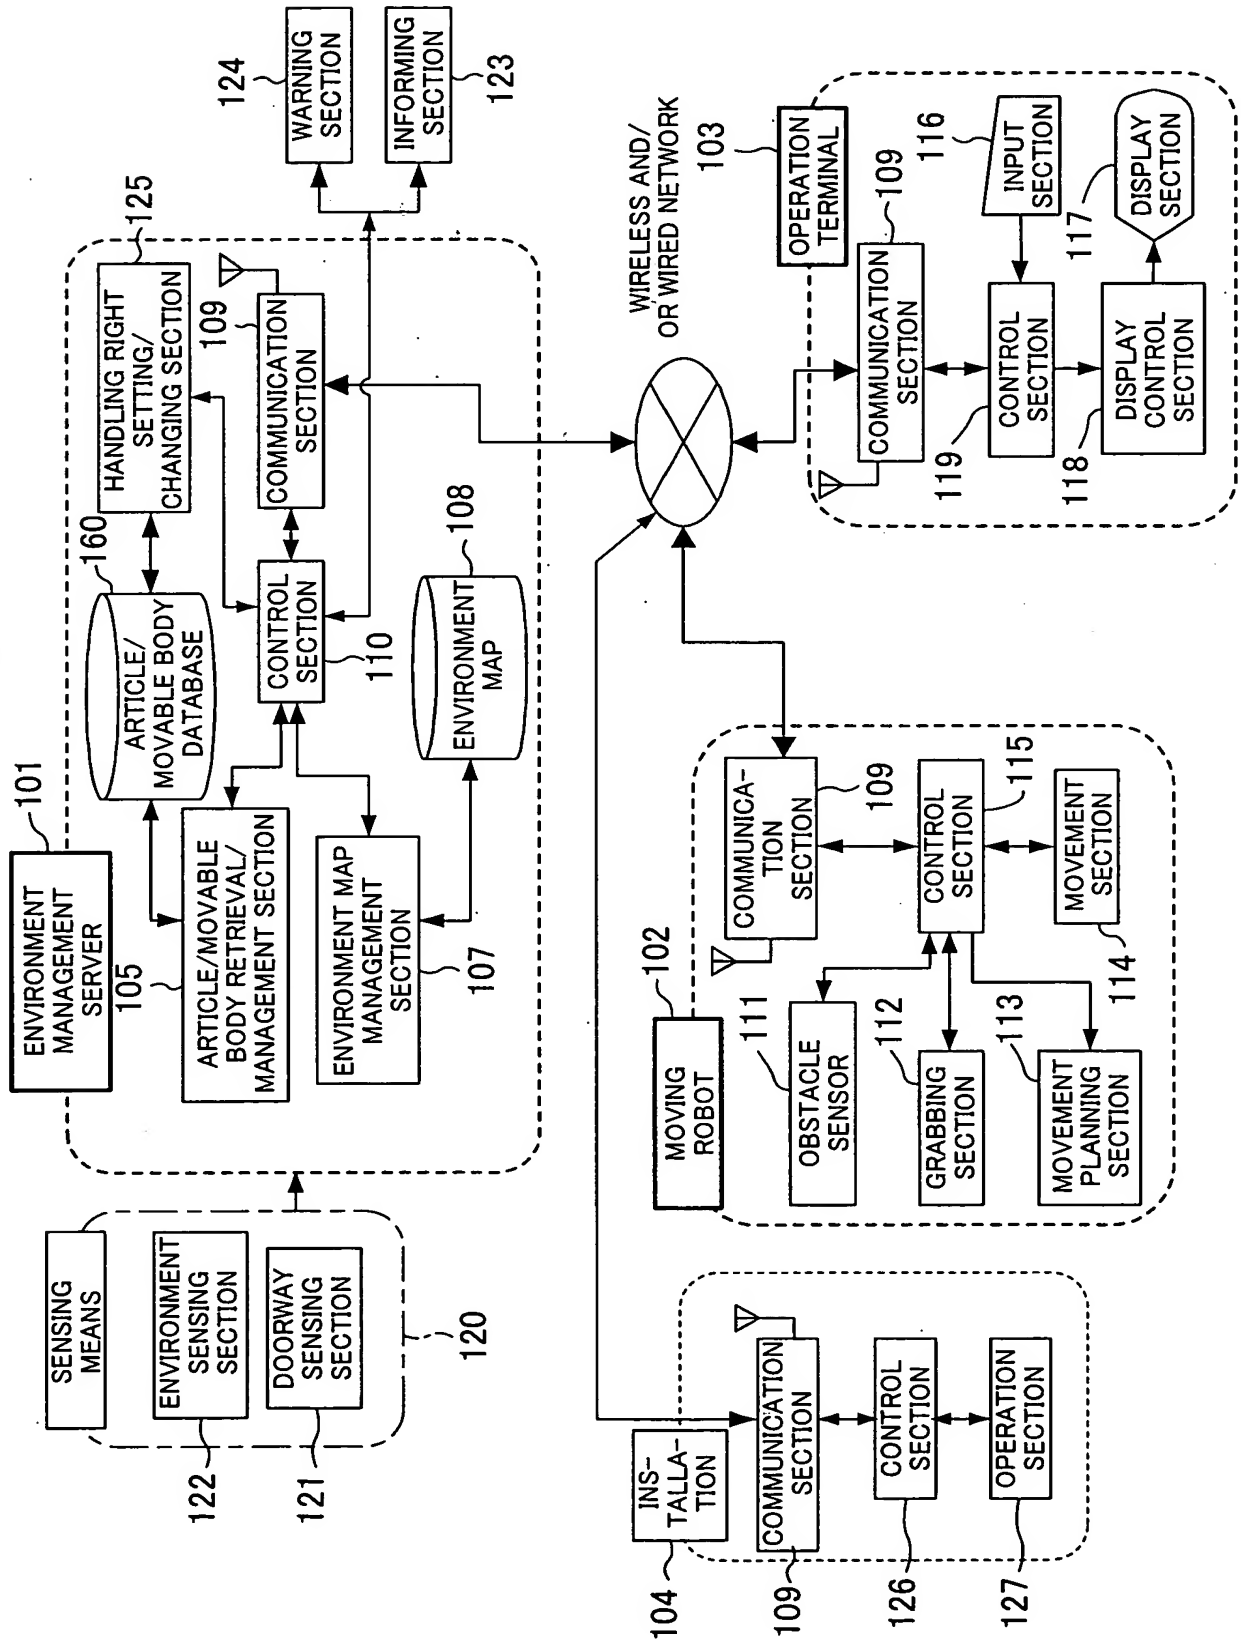 SENSING
MEANS
ENVIRONMENT
SENSING
SECTION
DOORWAY
SENSING
SECTION
122
121
120
ENVIRONMENT
MANAGEMENT
SERVER
101
105
ARTICLE/MOVABLE
BODY RETRIEVAL/
MANAGEMENT SECTION
ENVIRONMENT MAP
MANAGEMENT
SECTION
107
160
ARTICLE/
MOVABLE BODY
DATABASE
CONTROL
SECTION
110
ENVIRONMENT
MAP
108
HANDLING RIGHT
SETTING/
CHANGING SECTION
125
109
COMMUNICATION
SECTION
124
WARNING
SECTION
INFORMING
SECTION
123
WIRELESS AND/
OR WIRED NETWORK
INS-
TALLA-
TION
104
COMMUNICATION
SECTION
109
CONTROL
SECTION
126
OPERATION
SECTION
127
MOVING
ROBOT
102
COMMUNICA-
TION
SECTION
109
111
OBSTACLE
SENSOR
112
GRABBING
SECTION
113
MOVEMENT
PLANNING
SECTION
CONTROL
SECTION
115
MOVEMENT
SECTION
114
103
OPERATION
TERMINAL
COMMUNICATION
SECTION
109
INPUT
SECTION
116
CONTROL
SECTION
119
DISPLAY
CONTROL
SECTION
118
DISPLAY
SECTION
117